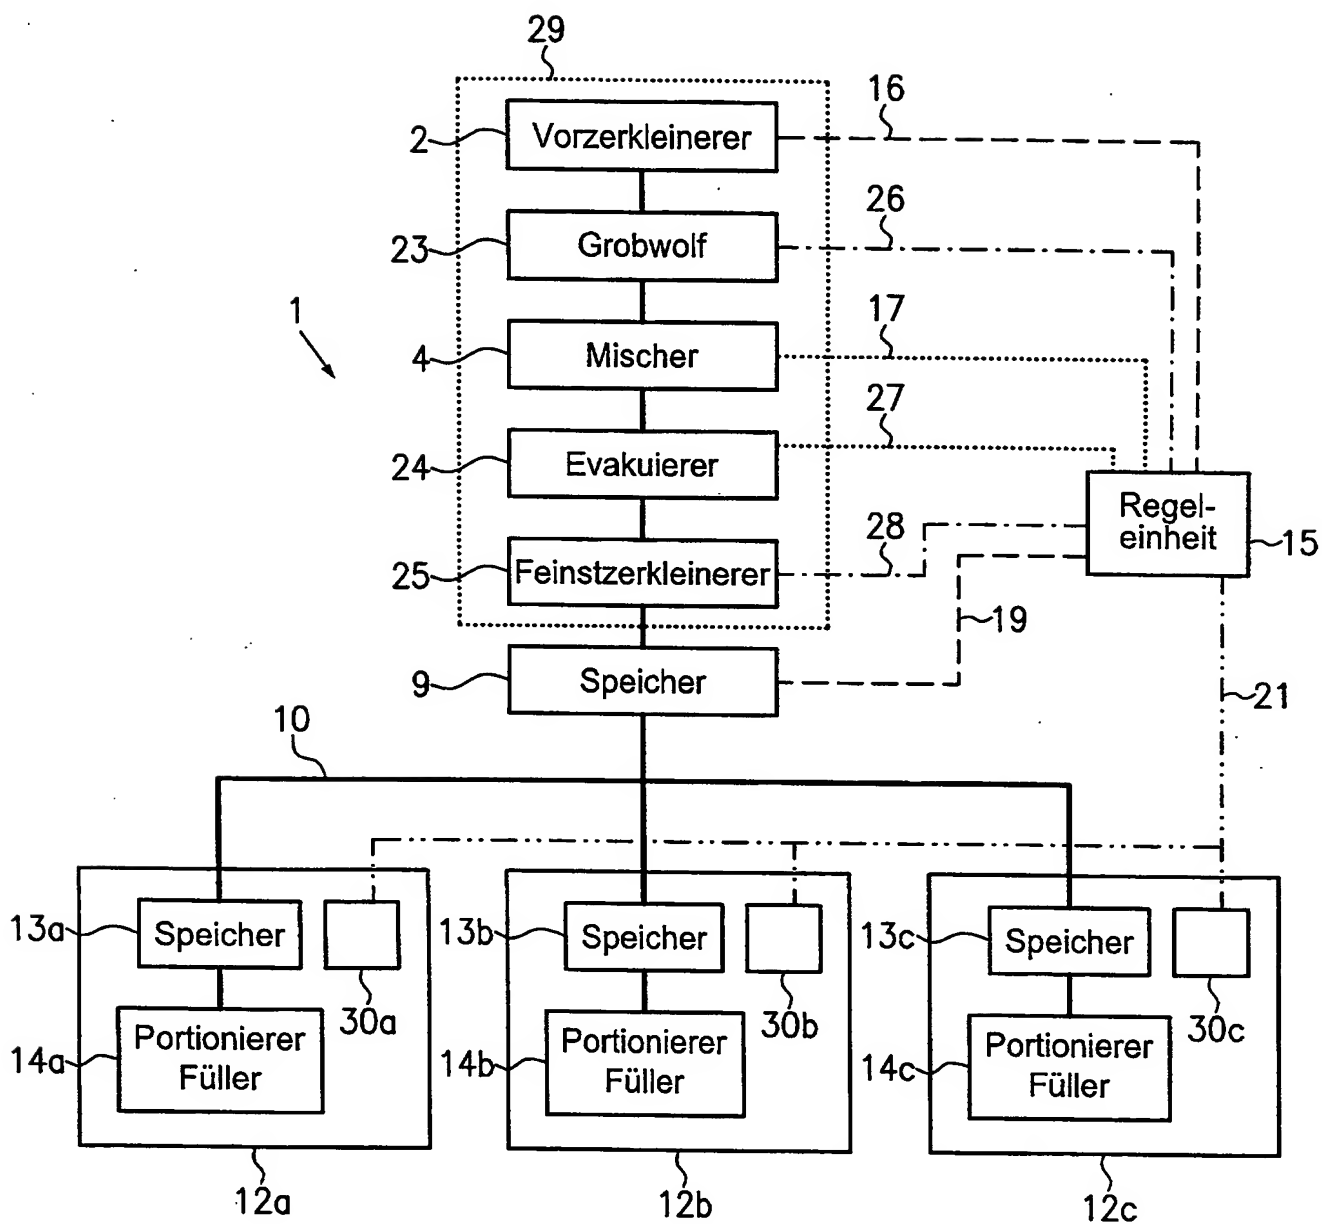 29
16
2
Vorzerkleinerer
26
23
Grobwolf
1
17
4
Mischer
27
24
Evakuierer
Regel-
einheit
15
28
25
Feinstzerkleinerer
19
9
Speicher
21
10
13a
Speicher
13b
Speicher
13c
Speicher
30a
30b
30c
14a
Portionierer
Füller
14b
Portionierer
Füller
14c
Portionierer
Füller
12a
12b
12c